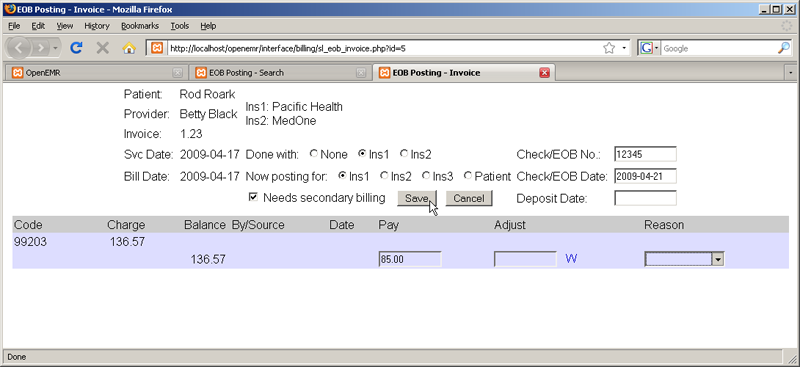 EOB Posting - Invoice - Mozilla Firefox
File Edit View History Bookmarks Tools Help
http://localhost/openemr/interface/billing/sl_eob_invoice.php?id=5 Google
OpenEMR EOB Posting - Search EOB Posting - Invoice
Patient: Rod Roark
Ins1: Pacific Health
Provider: Betty Black
Ins2: MedOne
Invoice: 1.23
Svc Date: 2009-04-17 Done with: None Ins1 Ins2 Check/EOB No.: 12345
Bill Date: 2009-04-17 Now posting for: Ins1 Ins2 Ins3 Patient Check/EOB Date: 2009-04-21
Needs secondary billing Save Cancel Deposit Date:
Code Charge Balance By/Source Date Pay Adjust Reason
99203 136.57
136.57 85.00 W
Done